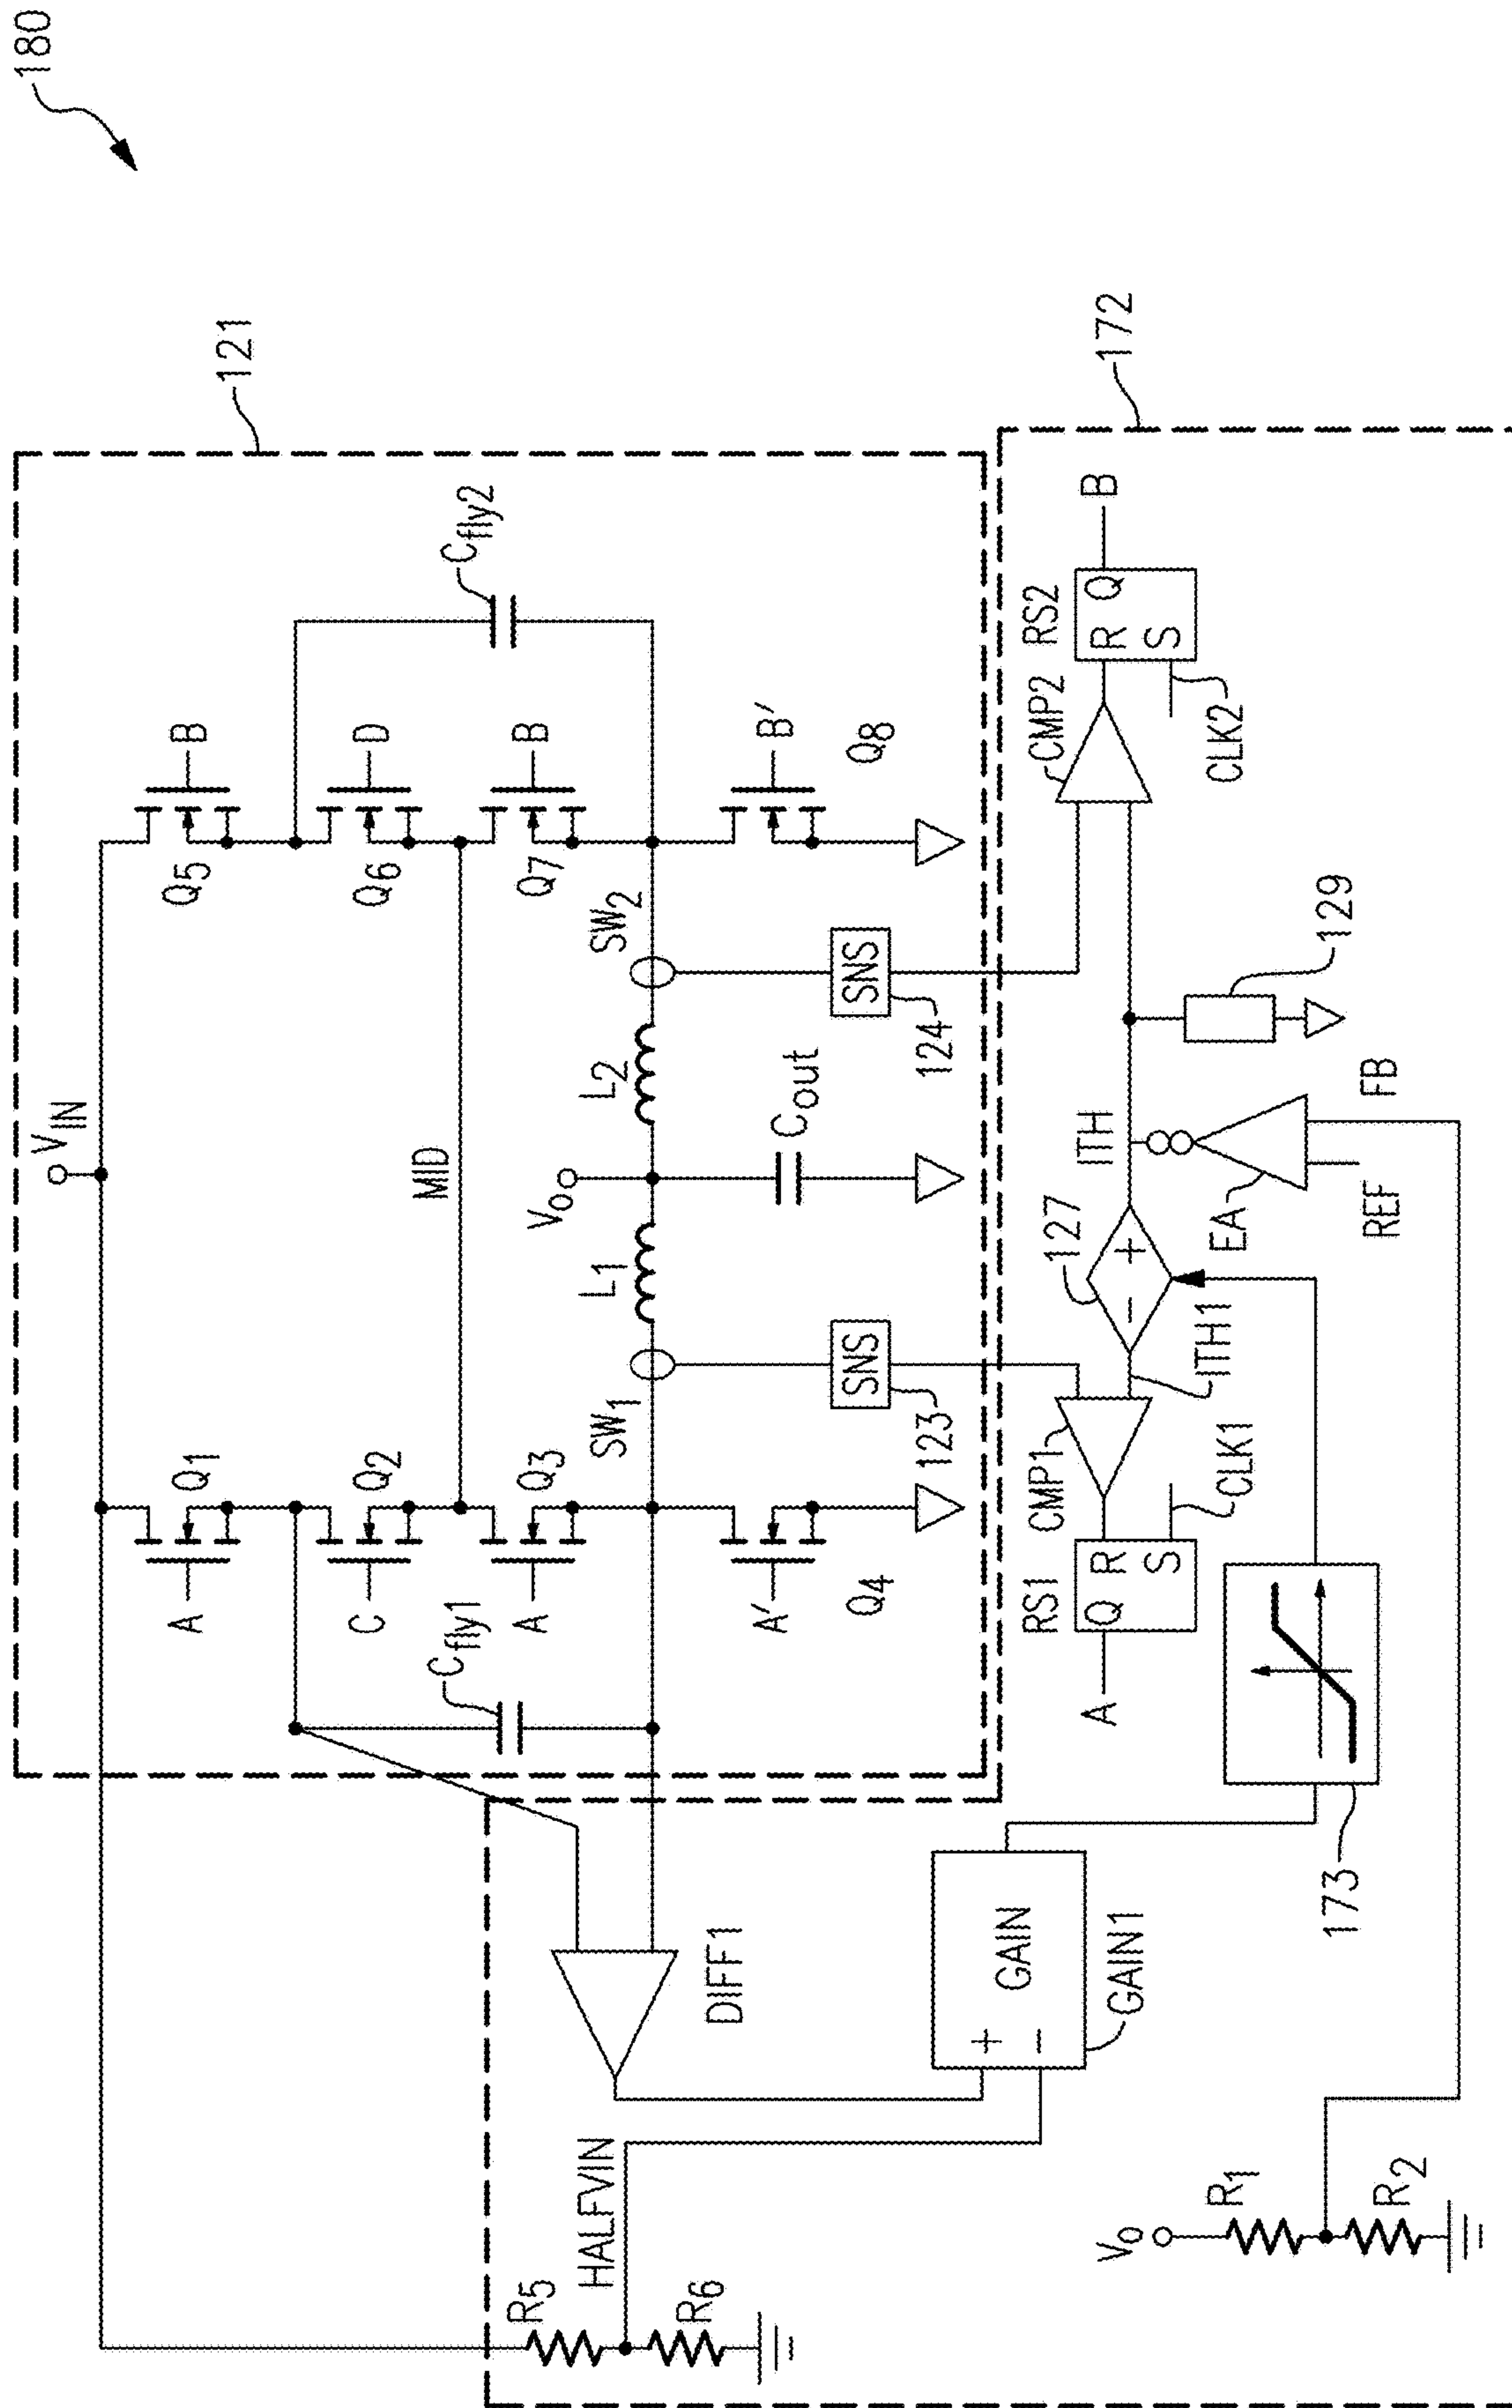 180
121
172
VIN
A
Q1
Q5
B
C
Q2
Q6
D
MID
Cfly1
A
Q3
Q7
B
Cfly2
Vo
SW1
L1
L2
SW2
A'
Q4
Cout
Q8
B'
SNS
123
SNS
124
DIFF1
R5
HALFVIN
R6
+
−
GAIN
GAIN1
A
RS1
Q R
S
CMP1
CLK1
ITH1
127
− +
ITH
EA
REF
FB
129
CMP2
RS2
R Q
S
B
CLK2
173
Vo
R1
R2